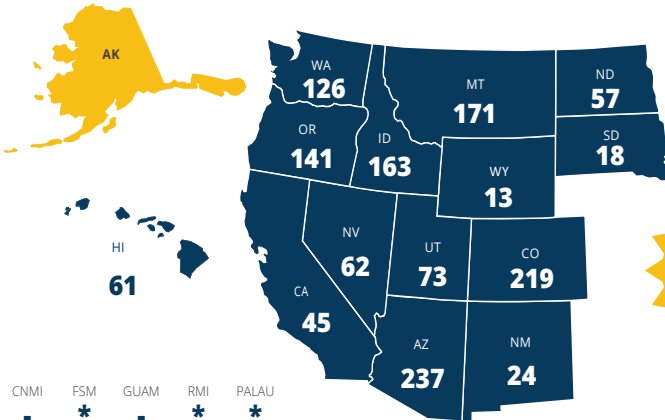 AK
WA
126
MT
171
ND
57
OR
141
ID
163
SD
18
WY
13
HI
61
NV
62
UT
73
CO
219
CA
45
AZ
237
NM
24
CNMI FSM GUAM RMI PALAU
- * - * *